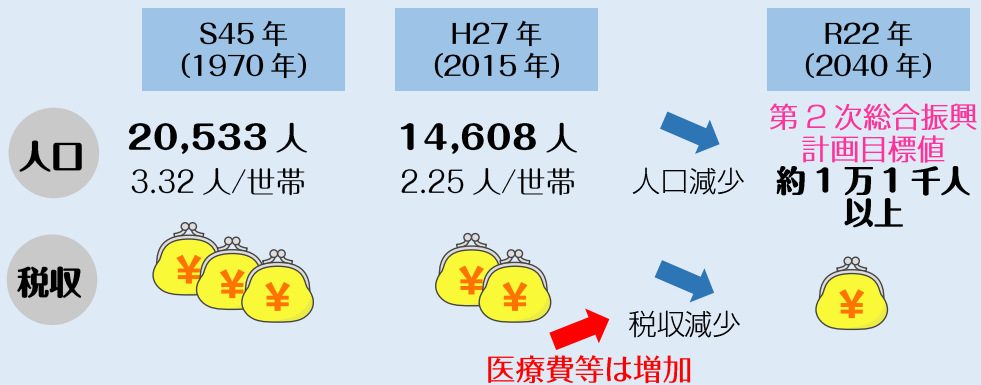 S45年
（1970年）
H27年
（2015年）
R22年
（2040年）
人口
20,533人
3.32人/世帯
14,608人
2.25人/世帯
人口減少
第2次総合振興
計画目標値
約1万1千人
以上
税収
¥
¥
¥
¥
¥
税収減少
¥
医療費等は増加